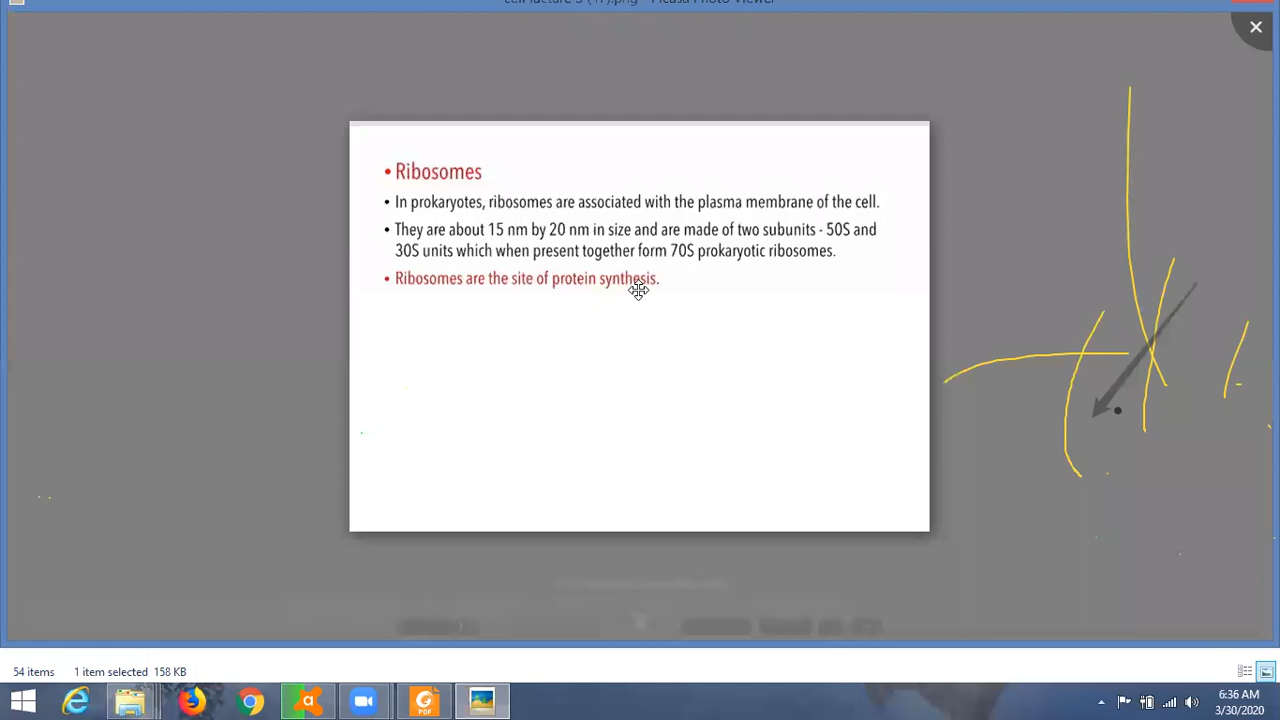 • Ribosomes
• In prokaryotes, ribosomes are associated with the plasma membrane of the cell.
• They are about 15 nm by 20 nm in size and are made of two subunits - 50S and
30S units which when present together form 70S prokaryotic ribosomes.
• Ribosomes are the site of protein synthesis.
54 items 1 item selected 158 KB
PDF
6:36 AM
3/30/2020